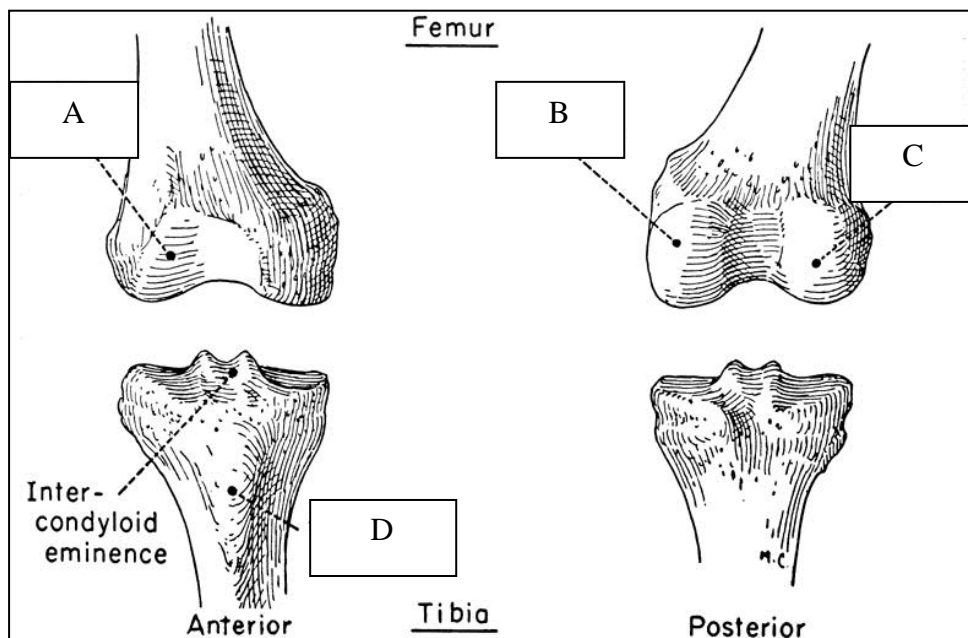 Femur
A
B
C
Inter-
condyloid
eminence
D
M.C.
Anterior
Tibia
Posterior